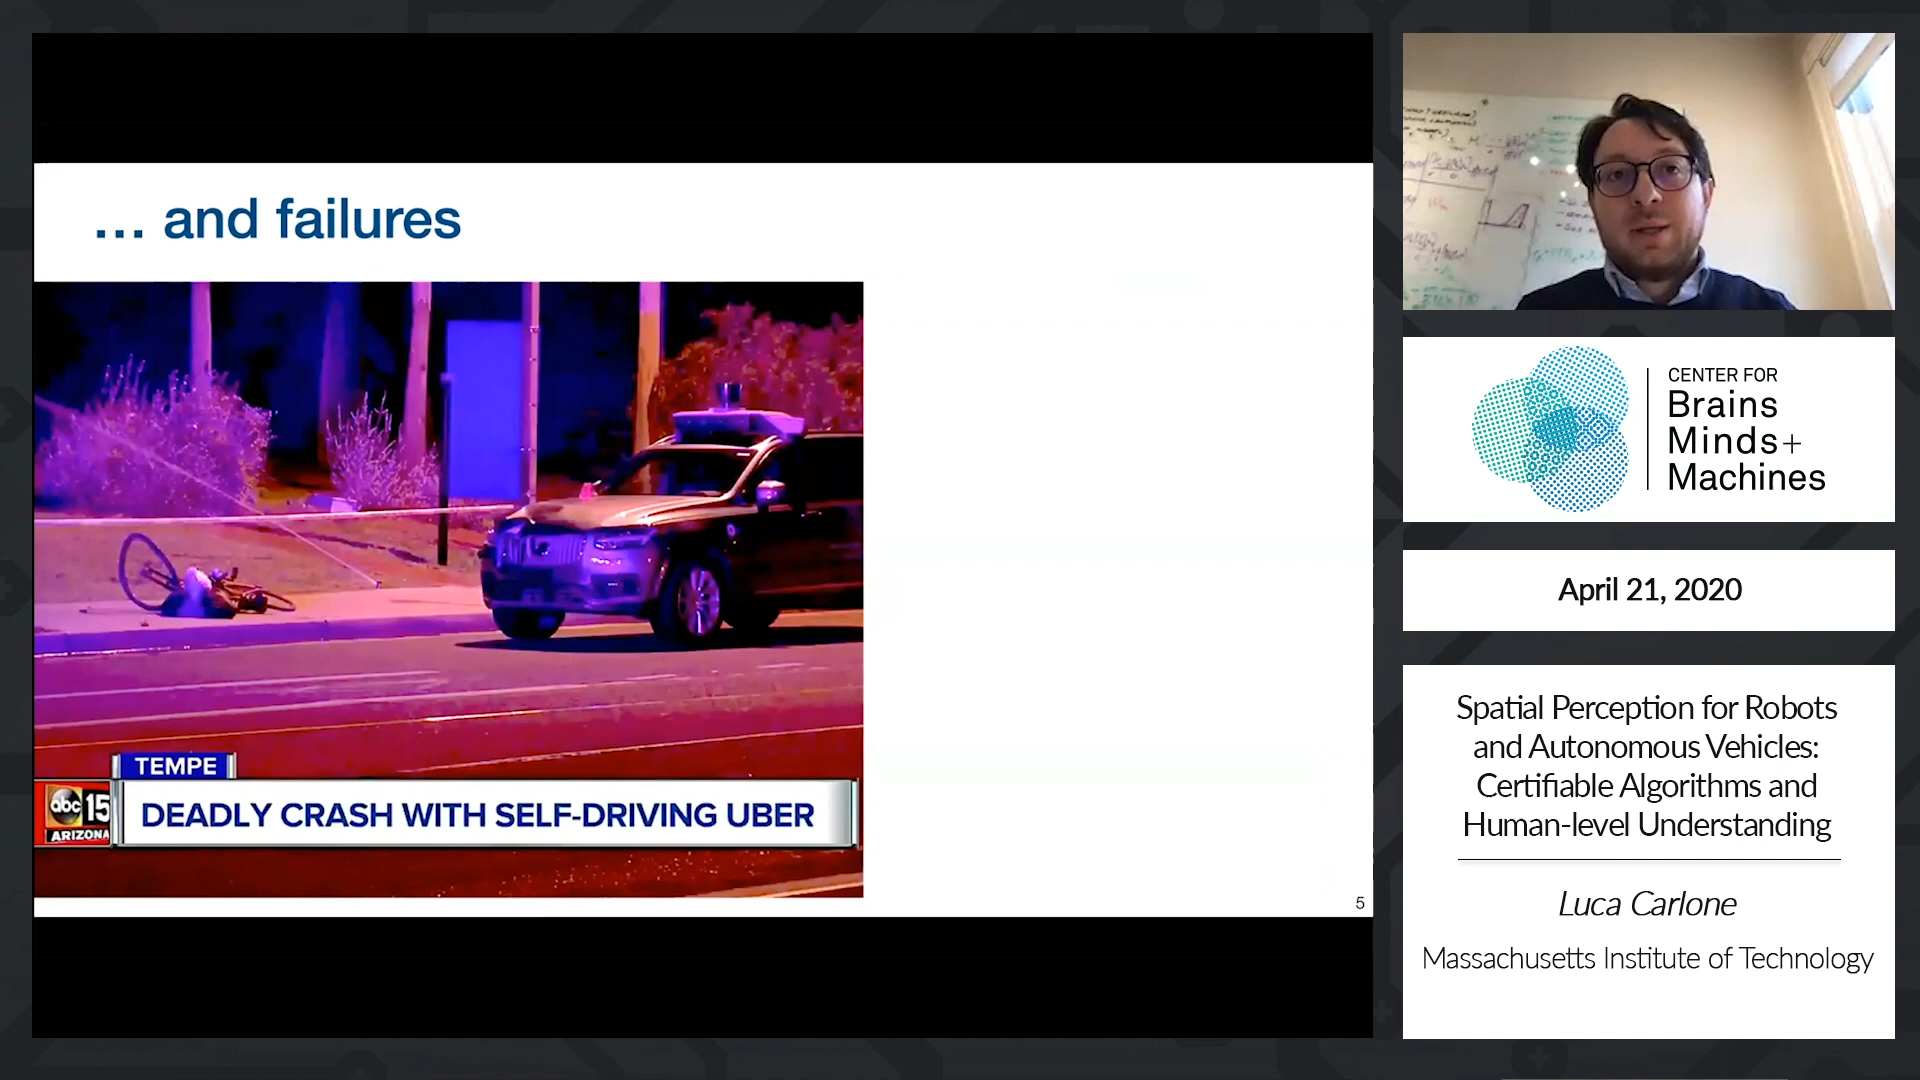 ... and failures
TEMPE
abc 15
ARIZONA
DEADLY CRASH WITH SELF-DRIVING UBER
5
CENTER FOR
Brains
Minds+
Machines
April 21, 2020
Spatial Perception for Robots
and Autonomous Vehicles:
Certifiable Algorithms and
Human-level Understanding
Luca Carlone
Massachusetts Institute of Technology